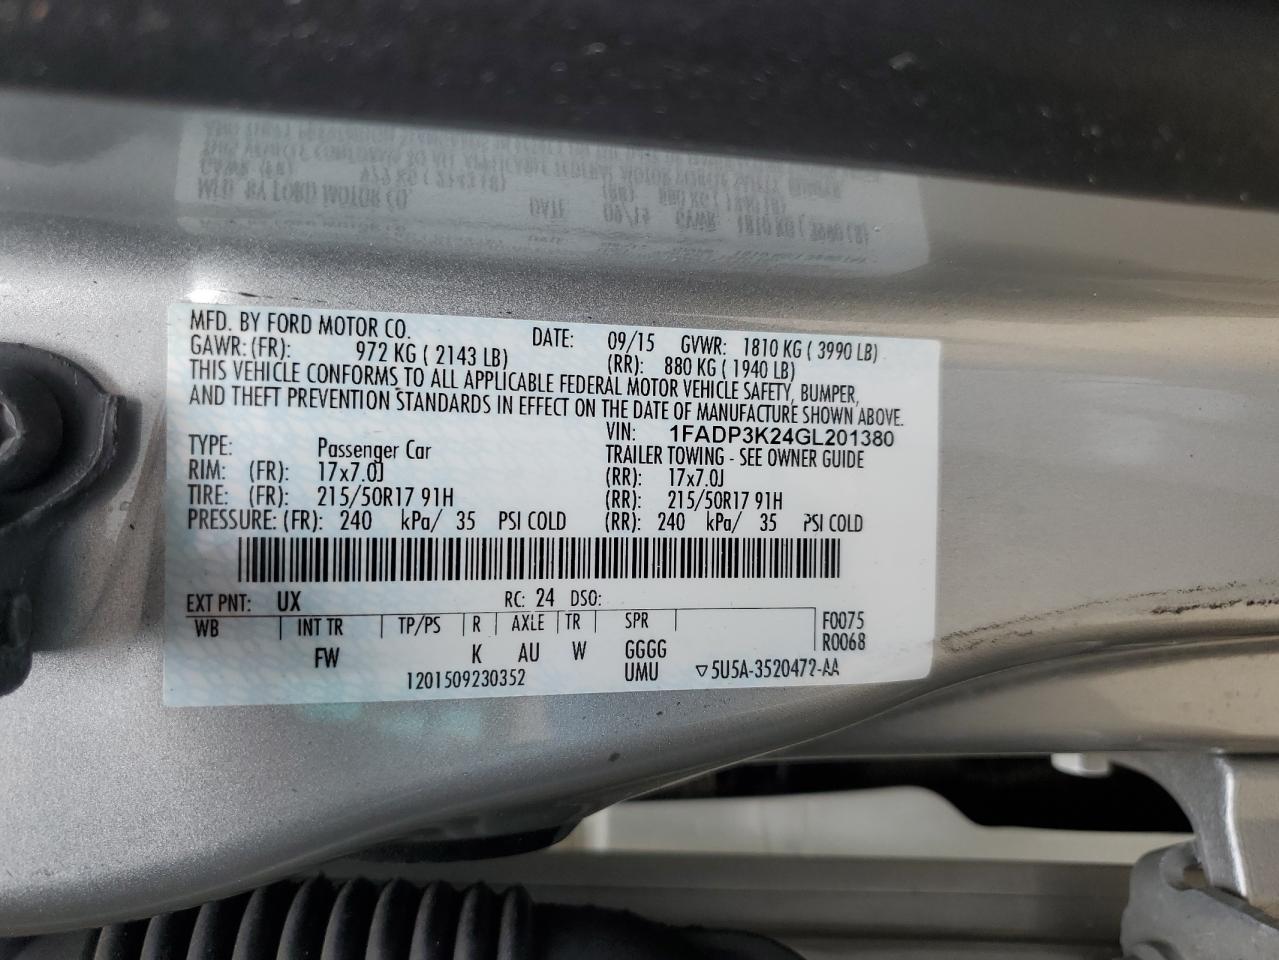 MFD. BY FORD MOTOR CO. DATE: 09/15 GVWR: 1810 KG ( 3990 LB)
GAWR: (FR): 972 KG ( 2143 LB) (RR): 880 KG ( 1940 LB)
THIS VEHICLE CONFORMS TO ALL APPLICABLE FEDERAL MOTOR VEHICLE SAFETY, BUMPER,
AND THEFT PREVENTION STANDARDS IN EFFECT ON THE DATE OF MANUFACTURE SHOWN ABOVE.
VIN: 1FADP3K24GL201380
TYPE: Passenger Car TRAILER TOWING - SEE OWNER GUIDE
RIM: (FR): 17x7.0J (RR): 17x7.0J
TIRE: (FR): 215/50R17 91H (RR): 215/50R17 91H
PRESSURE: (FR): 240 kPa/ 35 PSI COLD (RR): 240 kPa/ 35 PSI COLD
EXT PNT: UX RC: 24 DSO:
WB INT TR TP/PS R AXLE TR SPR F0075
FW K AU W GGGG R0068
1201509230352 UMU ▽5U5A-3520472-AA